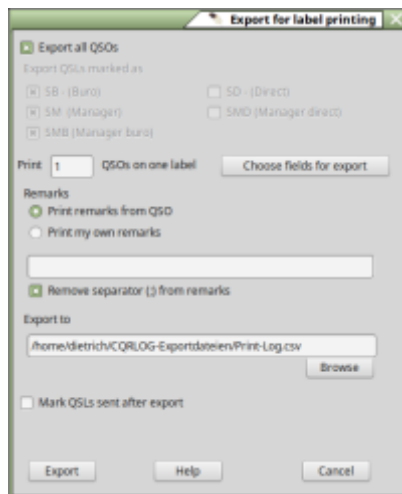 Export for label printing
Export all QSOs
Export QSLs marked as
SB - (Buro) SD - (Direct)
SM (Manager) SMD (Manager direct)
SMB (Manager buro)
Print 1 QSOs on one label Choose fields for export
Remarks
Print remarks from QSO
Print my own remarks
Remove separator (;) from remarks
Export to
/home/dietrich/CQRLOG-Exportdateien/Print-Log.csv
Browse
Mark QSLs sent after export
Export Help Cancel